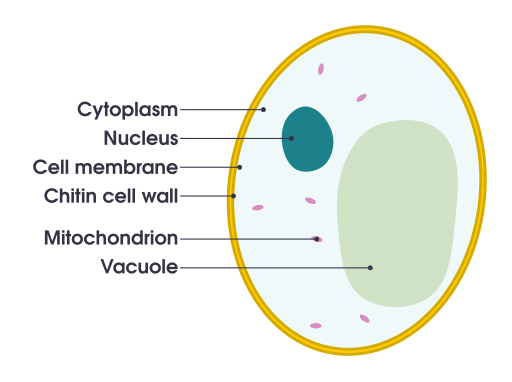 Cytoplasm
Nucleus
Cell membrane
Chitin cell wall
Mitochondrion
Vacuole